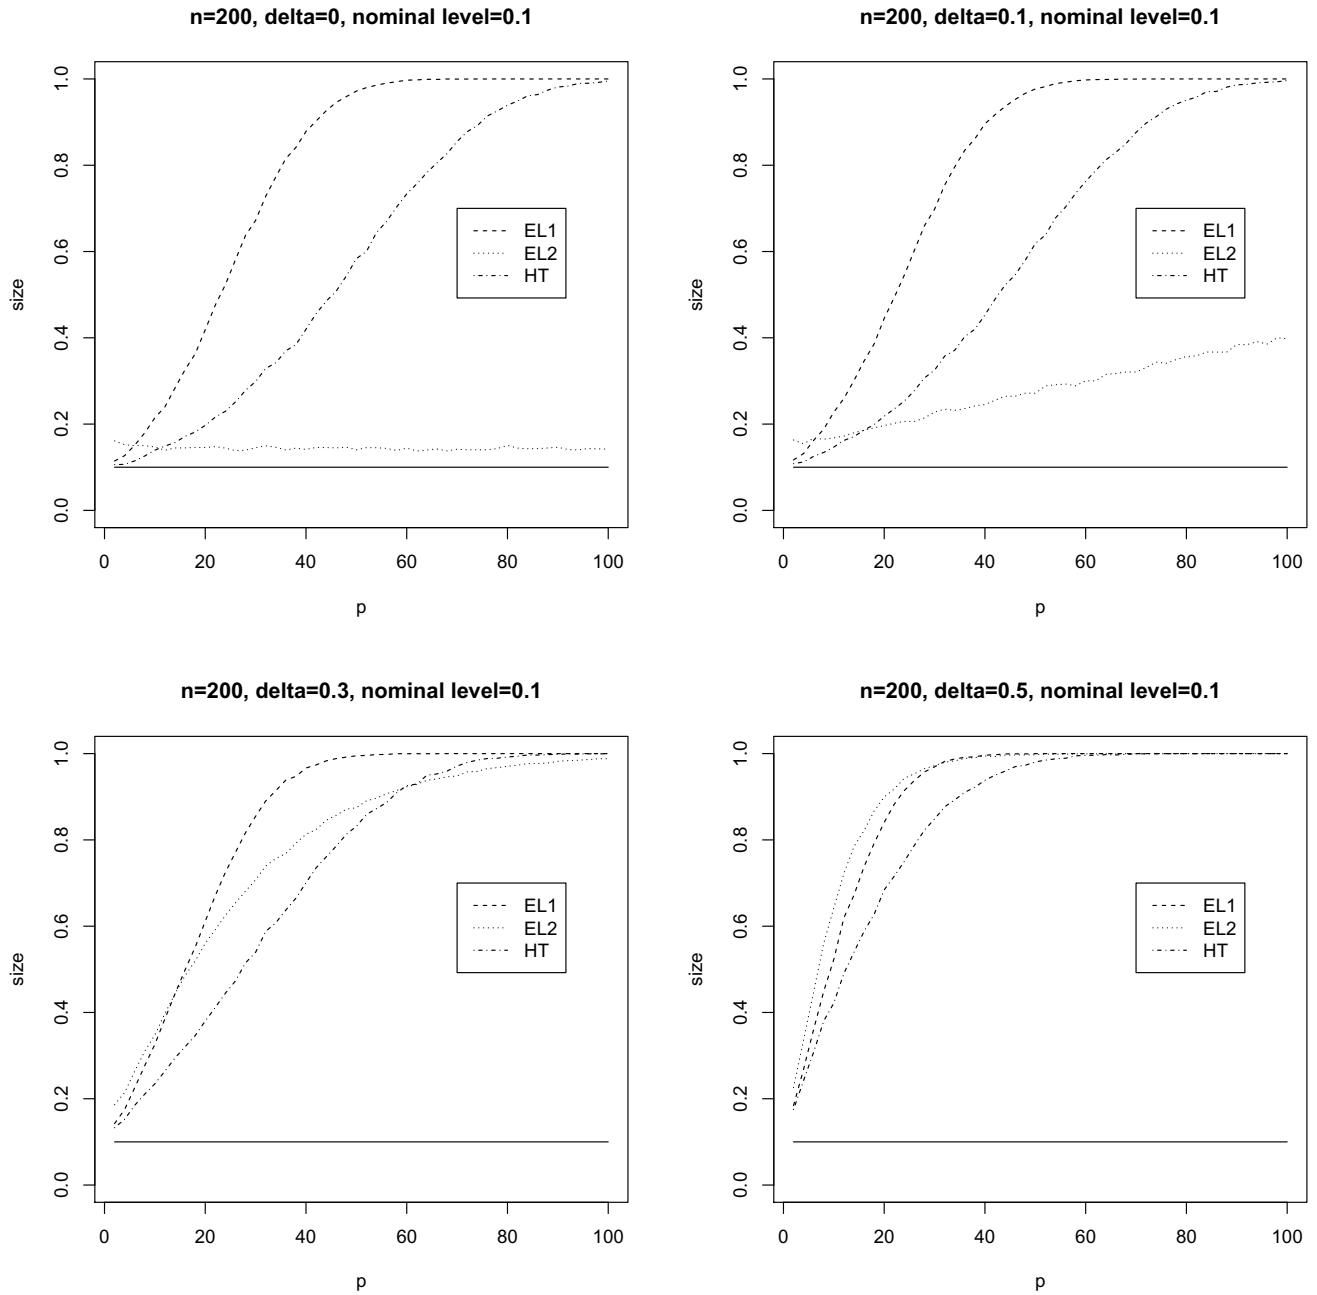 n=200, delta=0, nominal level=0.1
size
1.0
0.8
0.6
0.4
0.2
0.0
EL1
EL2
HT
0 20 40 60 80 100
p
n=200, delta=0.1, nominal level=0.1
size
1.0
0.8
0.6
0.4
0.2
0.0
EL1
EL2
HT
0 20 40 60 80 100
p
n=200, delta=0.3, nominal level=0.1
size
1.0
0.8
0.6
0.4
0.2
0.0
EL1
EL2
HT
0 20 40 60 80 100
p
n=200, delta=0.5, nominal level=0.1
size
1.0
0.8
0.6
0.4
0.2
0.0
EL1
EL2
HT
0 20 40 60 80 100
p